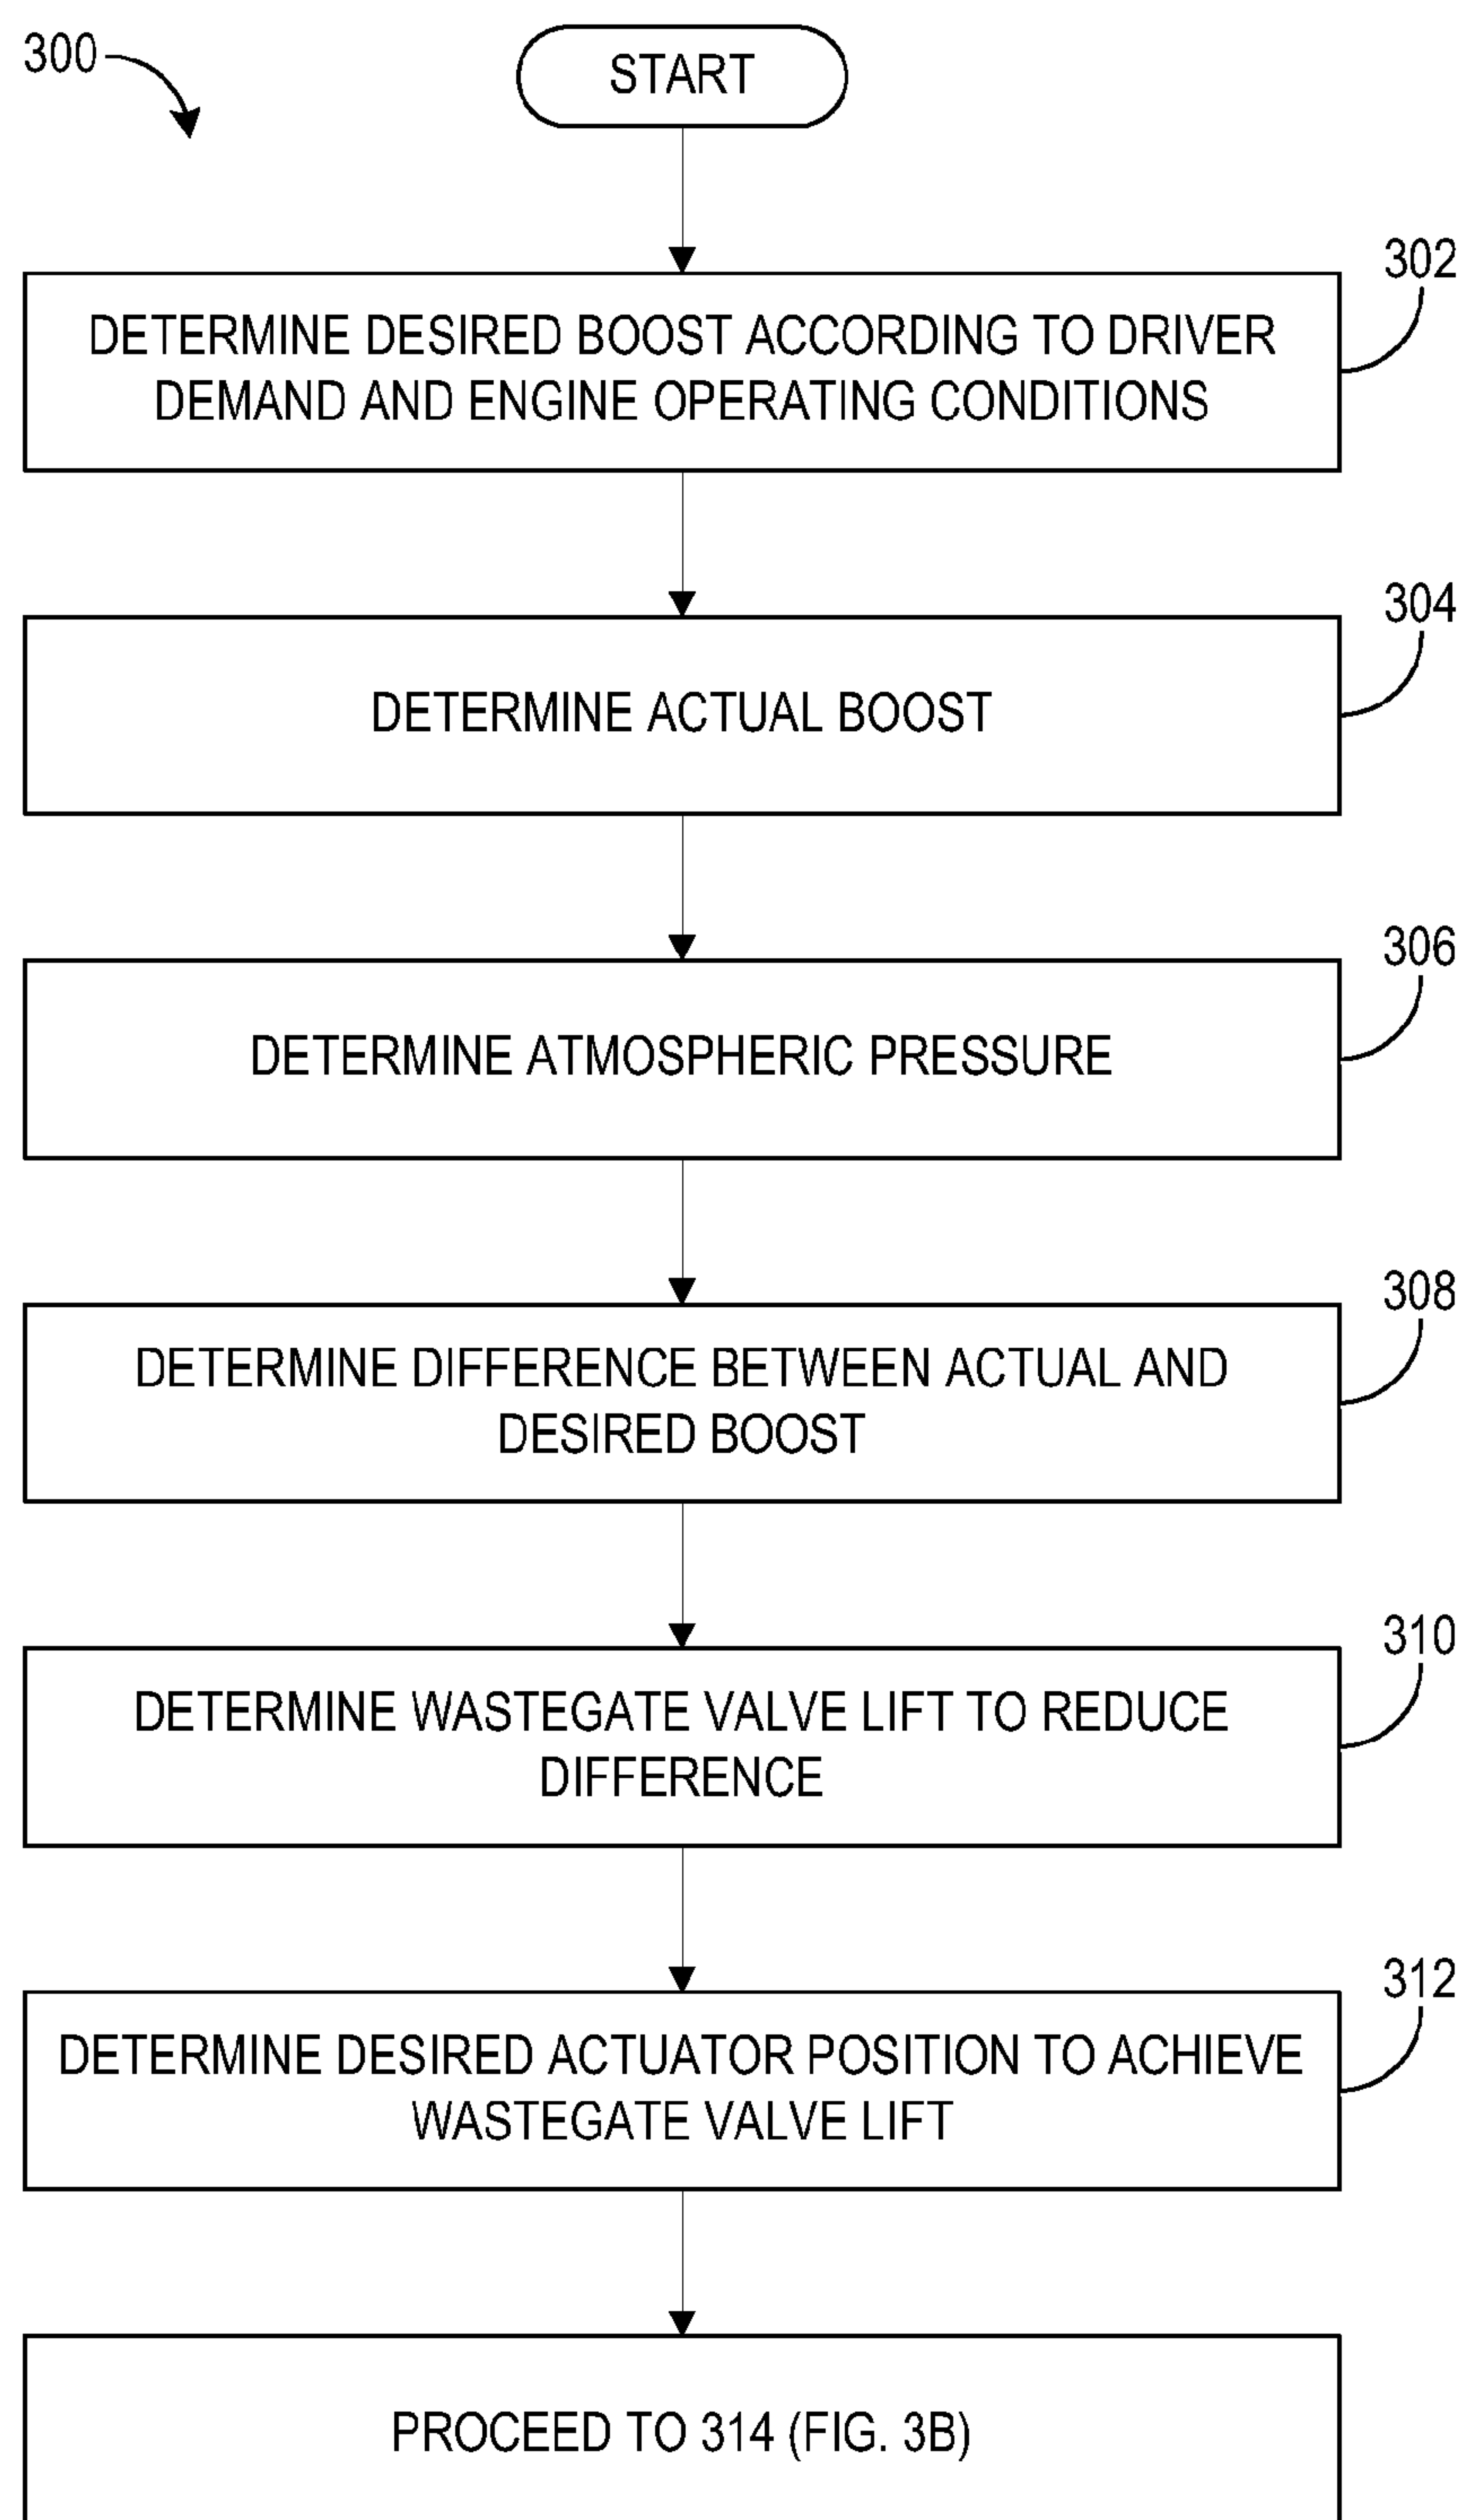 300
START
302
DETERMINE DESIRED BOOST ACCORDING TO DRIVER
DEMAND AND ENGINE OPERATING CONDITIONS
304
DETERMINE ACTUAL BOOST
306
DETERMINE ATMOSPHERIC PRESSURE
308
DETERMINE DIFFERENCE BETWEEN ACTUAL AND
DESIRED BOOST
310
DETERMINE WASTEGATE VALVE LIFT TO REDUCE
DIFFERENCE
312
DETERMINE DESIRED ACTUATOR POSITION TO ACHIEVE
WASTEGATE VALVE LIFT
PROCEED TO 314 (FIG. 3B)